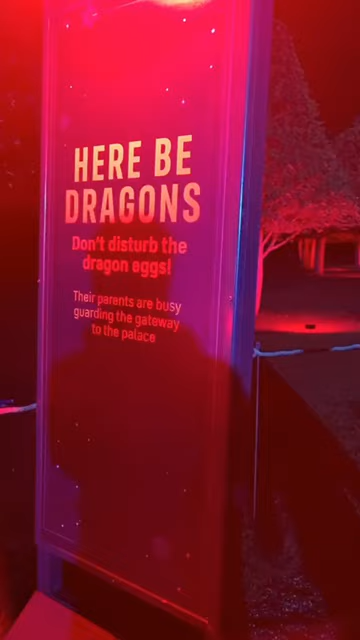 HERE BE
DRAGONS
Don't disturb the
dragon eggs!
Their parents are busy
guarding the gateway
to the palace